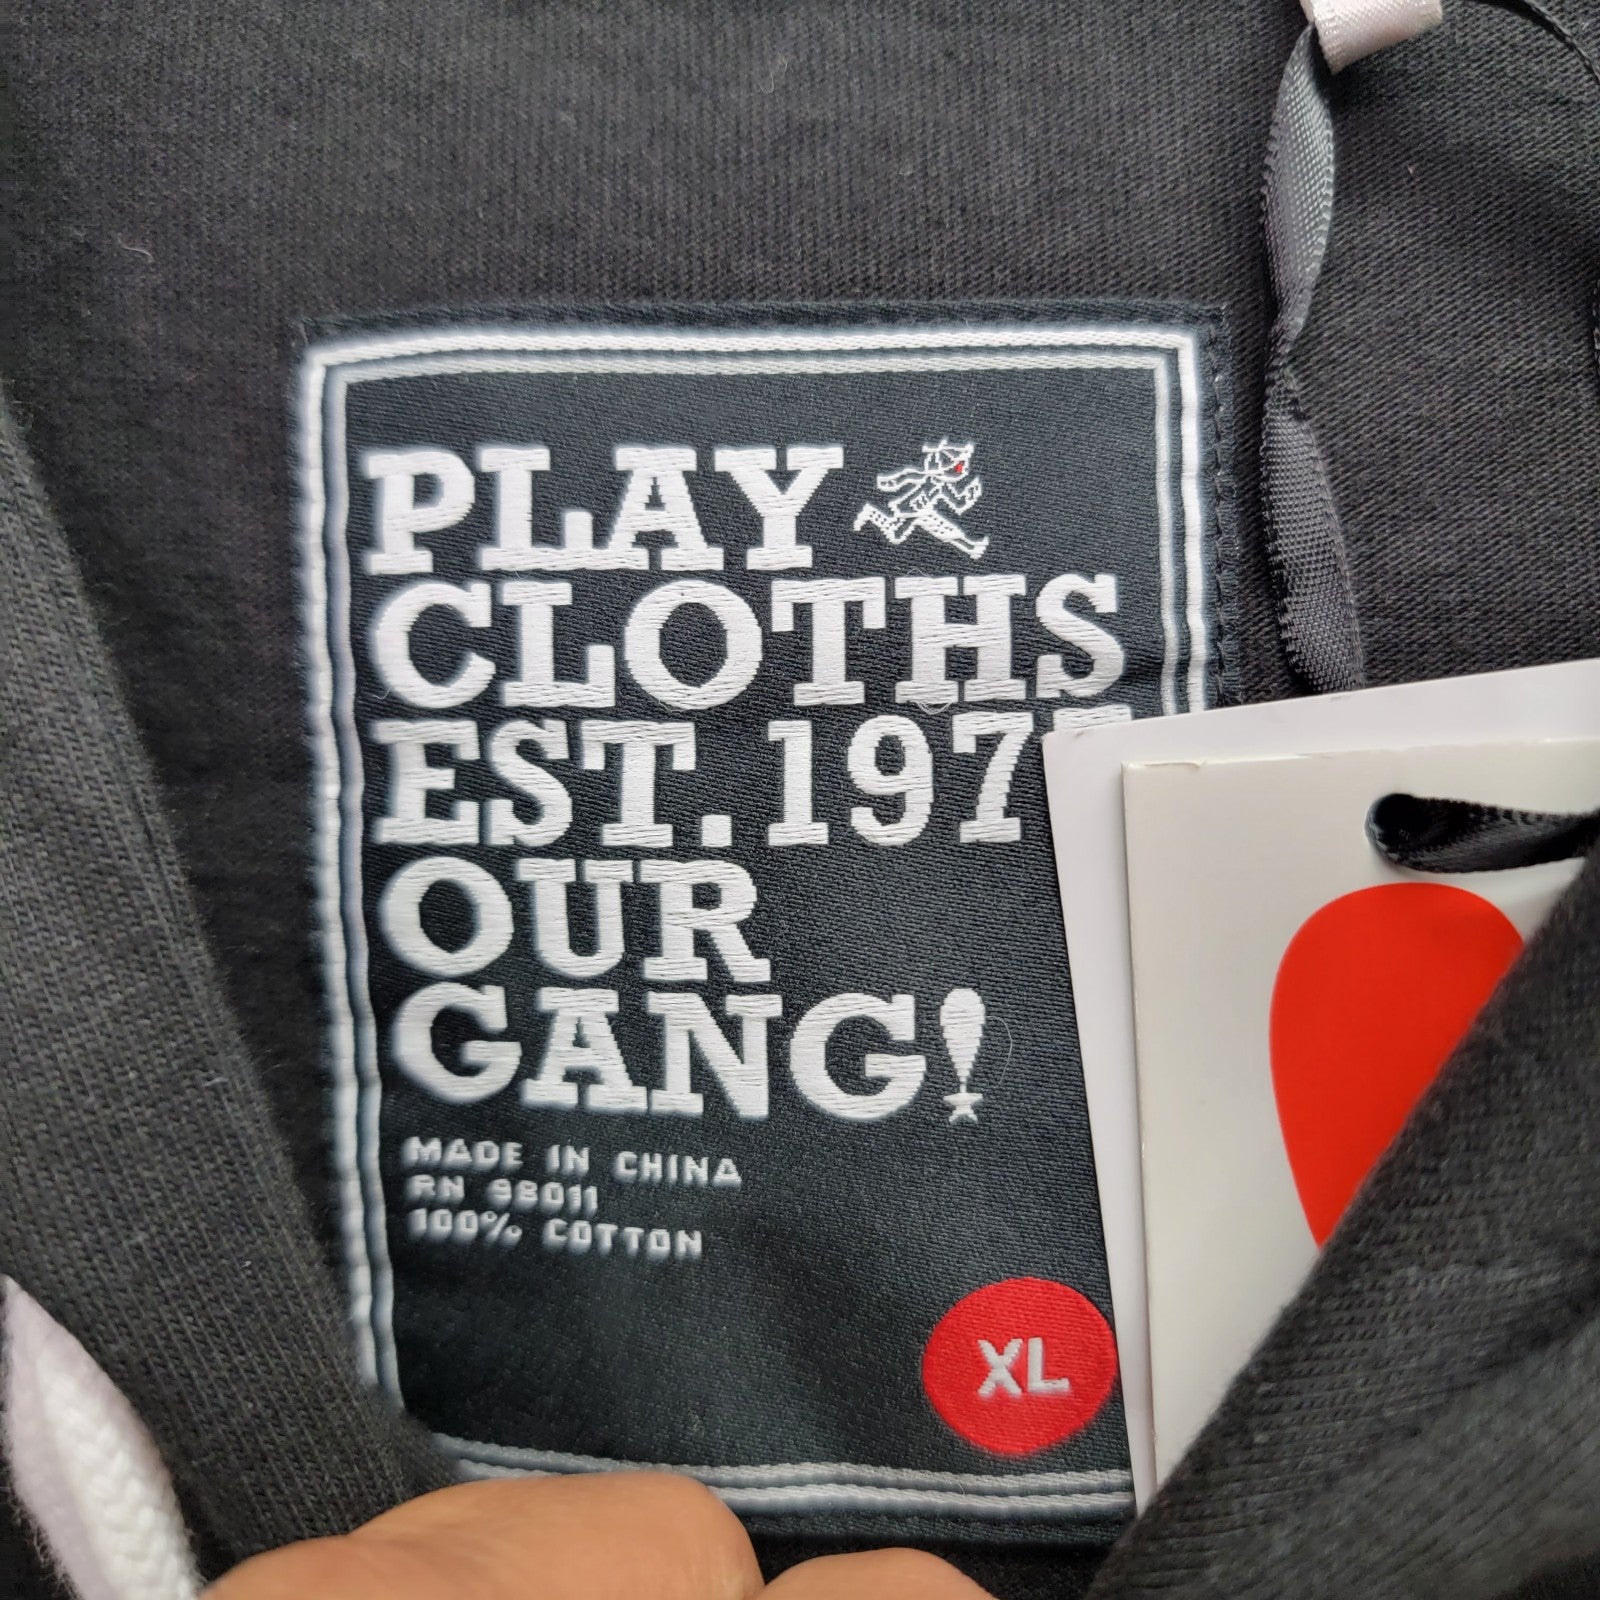 PLAY
CLOTHS
EST. 197
OUR
GANG!
MADE IN CHINA
RN 98011
100% COTTON
XL